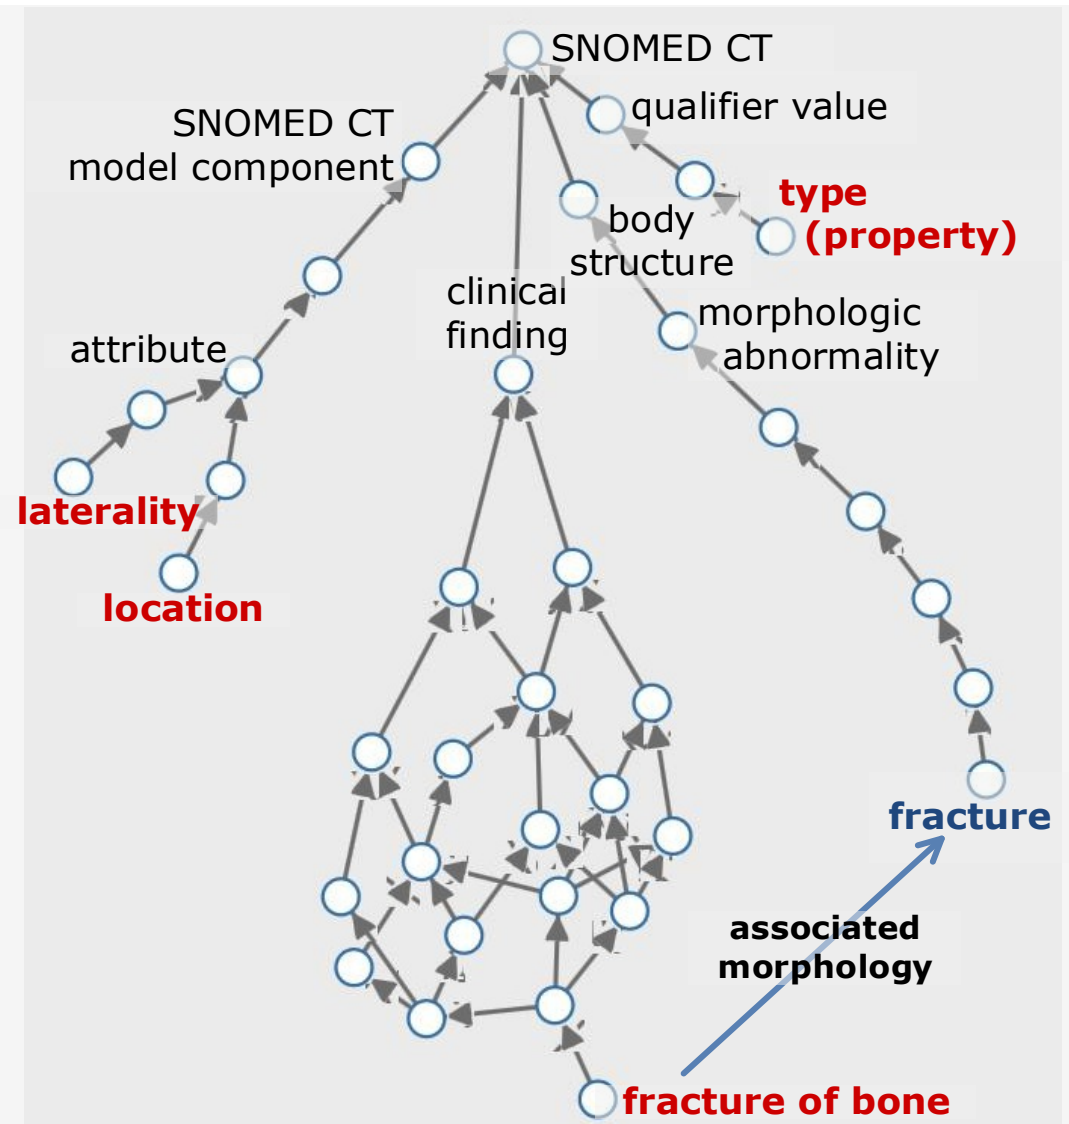 SNOMED CT
qualifier value
SNOMED CT
model component
type
(property)
body
structure
clinical
finding
morphologic
abnormality
attribute
laterality
location
fracture
associated
morphology
fracture of bone